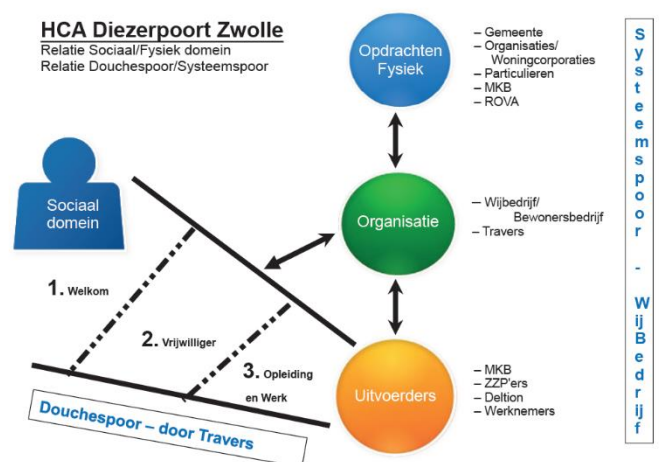 HCA Diezerpoort Zwolle
Relatie Sociaal/Fysiek domein
Relatie Douchespoor/Systeemspoor
Opdrachten
Fysiek
– Gemeente
– Organisaties/
Woningcorporaties
– Particulieren
– MKB
– ROVA
Sociaal
domein
Organisatie
– Wijbedrijf/
Bewonersbedrijf
– Travers
1. Welkom
2. Vrijwilliger
3. Opleiding
en Werk
Uitvoerders
– MKB
– ZZP'ers
– Deltion
– Werknemers
Douchespoor – door Travers
Systeemspoor - WijBedrijf